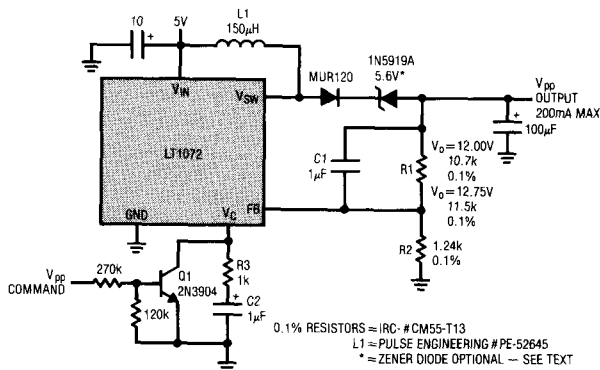 10
+
5V
L1
150µH
VIN
VSW
MUR120
1N5919A
5.6V*
Vpp
OUTPUT
200mA MAX
+
100µF
LT1072
C1
1µF
R1
VO=12.00V
10.7k
0.1%
VO=12.75V
11.5k
0.1%
GND
VC
FB
R2
1.24k
0.1%
Vpp
COMMAND
270k
120k
Q1
2N3904
R3
1k
+
C2
1µF
0.1% RESISTORS = IRC- #CM55-T13
L1 = PULSE ENGINEERING #PE-52645
* = ZENER DIODE OPTIONAL — SEE TEXT